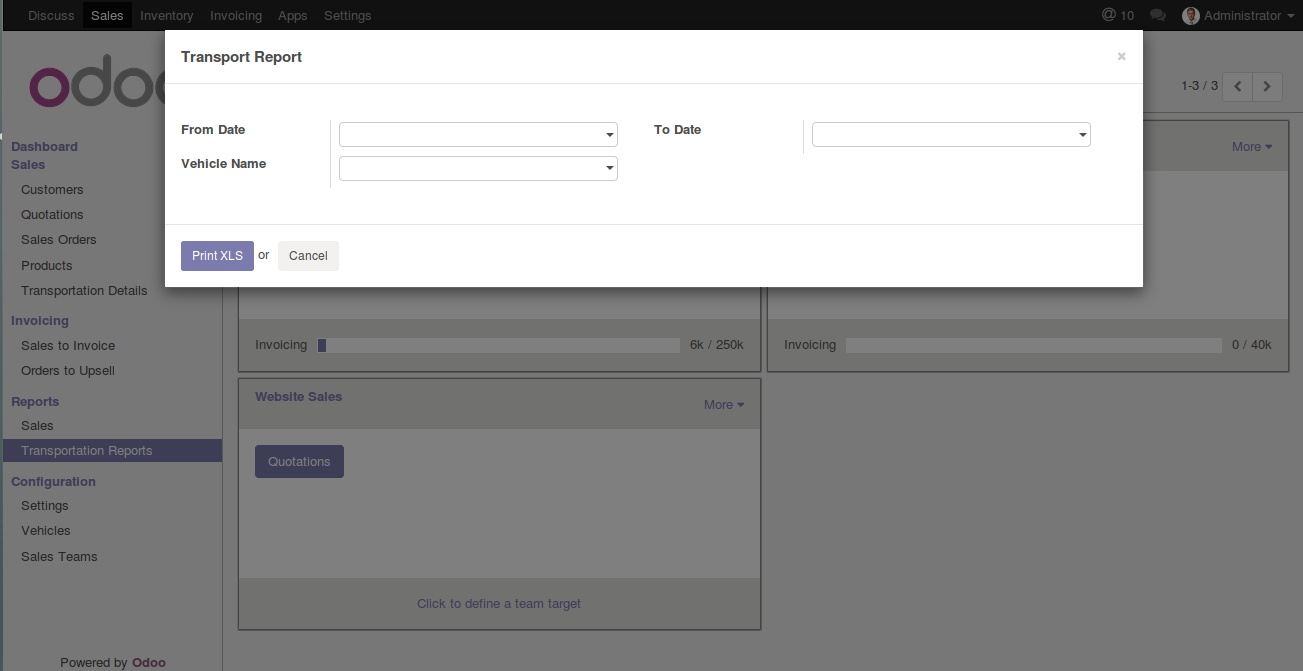 Discuss Sales Inventory Invoicing Apps Settings @ 10 Administrator
Transport Report ×
odoo
1-3 / 3
From Date To Date
Vehicle Name
Print XLS or Cancel
Dashboard
Sales
Customers
Quotations
Sales Orders
Products
Transportation Details
Invoicing
Sales to Invoice
Orders to Upsell
Reports
Sales
Transportation Reports
Configuration
Settings
Vehicles
Sales Teams
Powered by Odoo
More
Invoicing 6k / 250k
Invoicing 0 / 40k
Website Sales
More
Quotations
Click to define a team target